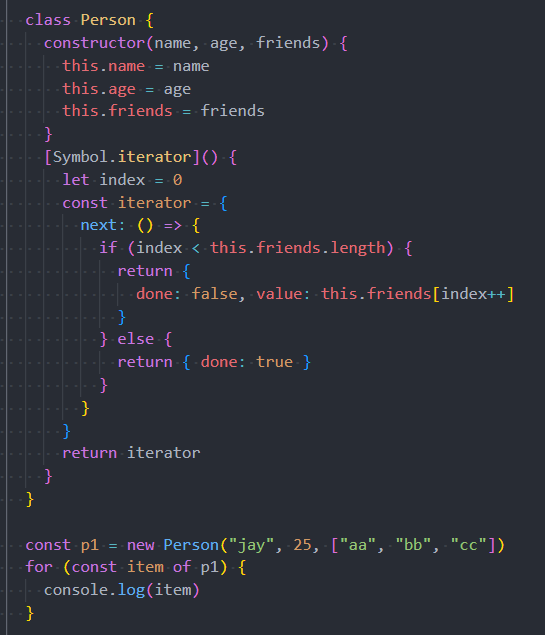 class Person {
  constructor(name, age, friends) {
    this.name = name
    this.age = age
    this.friends = friends
  }
  [Symbol.iterator]() {
    let index = 0
    const iterator = {
      next: () => {
        if (index < this.friends.length) {
          return {
            done: false, value: this.friends[index++]
          }
        } else {
          return { done: true }
        }
      }
    }
    return iterator
  }
}

const p1 = new Person("jay", 25, ["aa", "bb", "cc"])
for (const item of p1) {
  console.log(item)
}